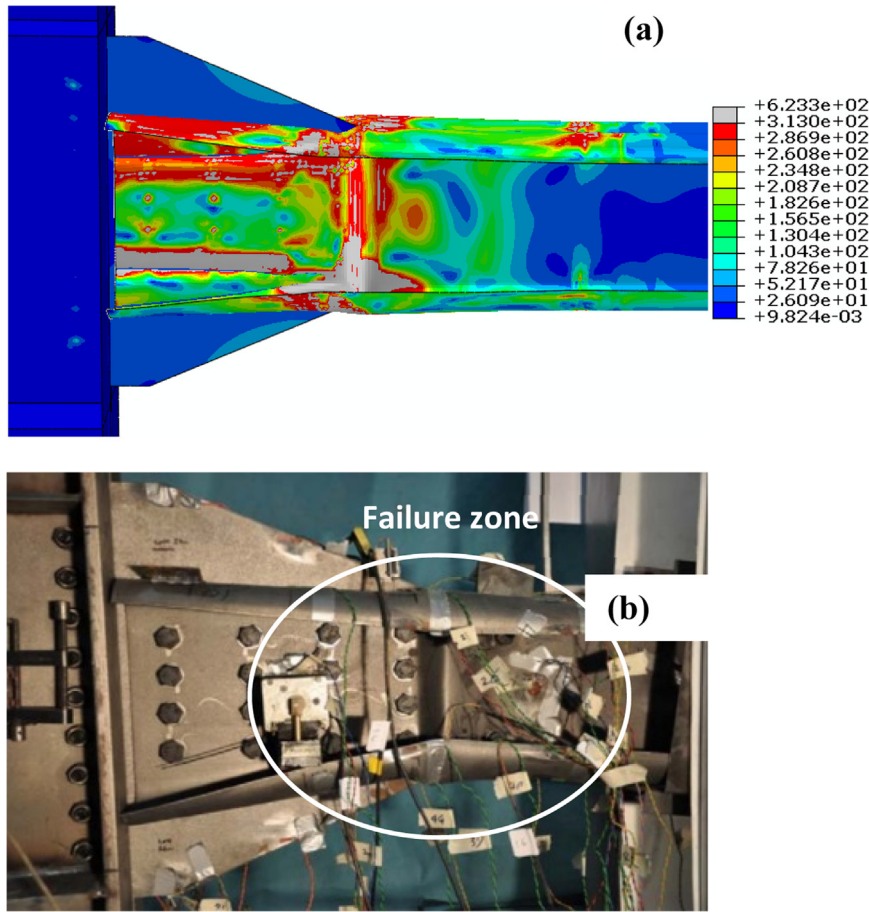 (a)
+6.233e+02
+3.130e+02
+2.869e+02
+2.608e+02
+2.348e+02
+2.087e+02
+1.826e+02
+1.565e+02
+1.304e+02
+1.043e+02
+7.826e+01
+5.217e+01
+2.609e+01
+9.824e-03
Failure zone
(b)